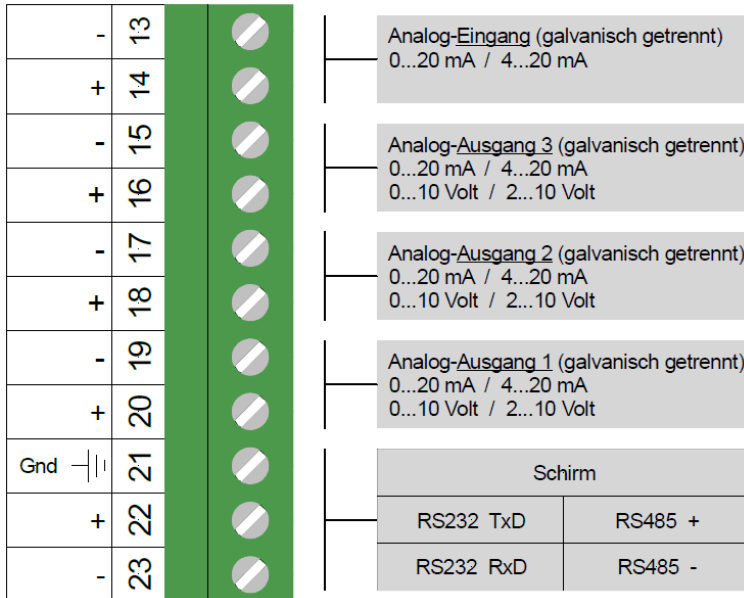 - 13
+ 14
- 15
+ 16
- 17
+ 18
- 19
+ 20
Gnd 21
+ 22
- 23
Analog-Eingang (galvanisch getrennt)
0...20 mA / 4...20 mA
Analog-Ausgang 3 (galvanisch getrennt)
0...20 mA / 4...20 mA
0...10 Volt / 2...10 Volt
Analog-Ausgang 2 (galvanisch getrennt)
0...20 mA / 4...20 mA
0...10 Volt / 2...10 Volt
Analog-Ausgang 1 (galvanisch getrennt)
0...20 mA / 4...20 mA
0...10 Volt / 2...10 Volt
Schirm
RS232 TxD RS485 +
RS232 RxD RS485 -